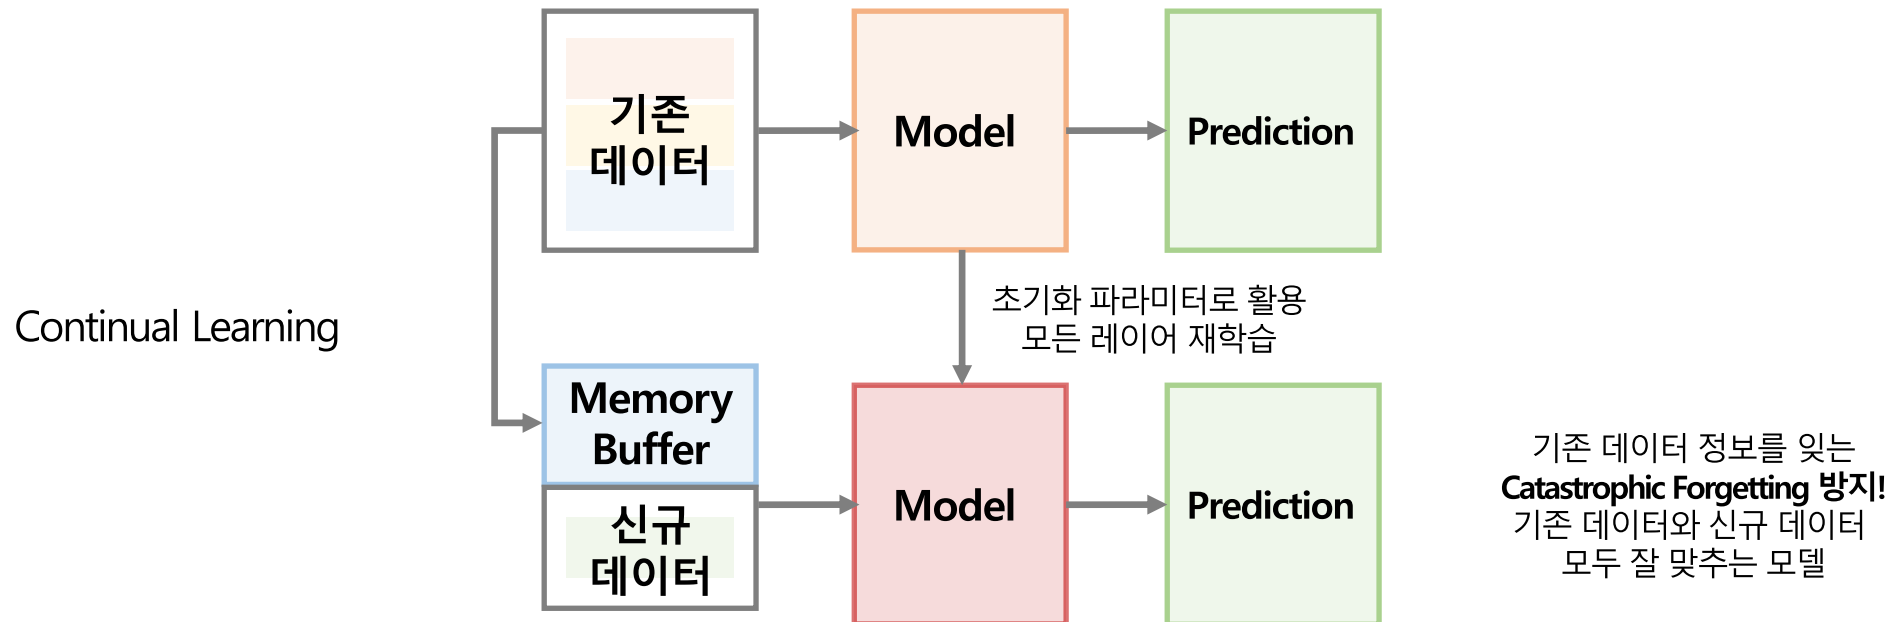 기존
데이터
Model
Prediction
Continual Learning
초기화 파라미터로 활용
모든 레이어 재학습
Memory
Buffer
신규
데이터
Model
Prediction
기존 데이터 정보를 잊는
Catastrophic Forgetting 방지!
기존 데이터와 신규 데이터
모두 잘 맞추는 모델